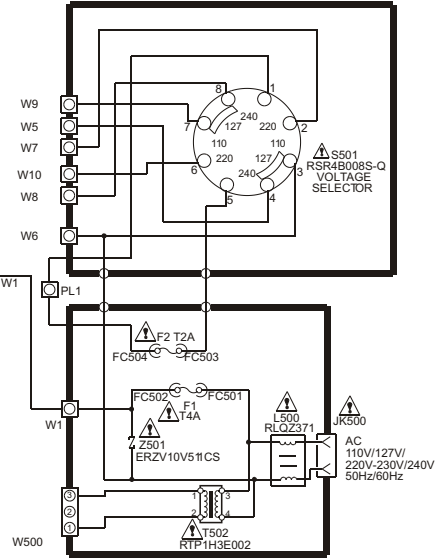 8
1
W9
240
W5
7
127
220
2
W7
110
110
S501
RSR4B008S-Q
VOLTAGE
SELECTOR
W10
6
220
127
3
W8
240
5
4
W6
W1
PL1
F2 T2A
FC504
FC503
FC502
FC501
F1
T4A
L500
RLQZ371
JK500
W1
Z501
ERZV10V511CS
AC
110V/127V/
220V-230V/240V
50Hz/60Hz
3
2
1
1
3
2
4
W500
T502
RTP1H3E002